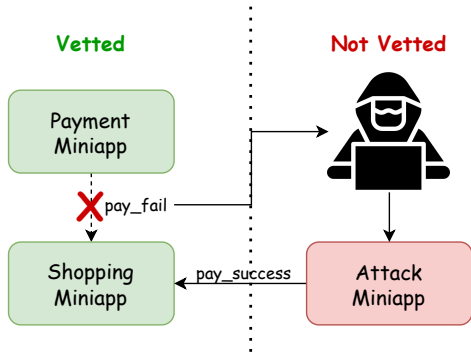 Vetted
Not Vetted
Payment
Miniapp
pay_fail
Shopping
Miniapp
pay_success
Attack
Miniapp